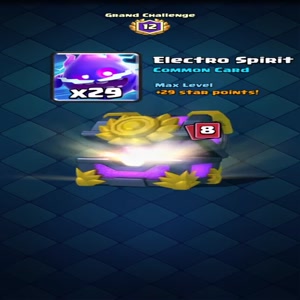 Grand Challenge
12
Electro Spirit
Common Card
x29
Max Level
+29 star points!
8